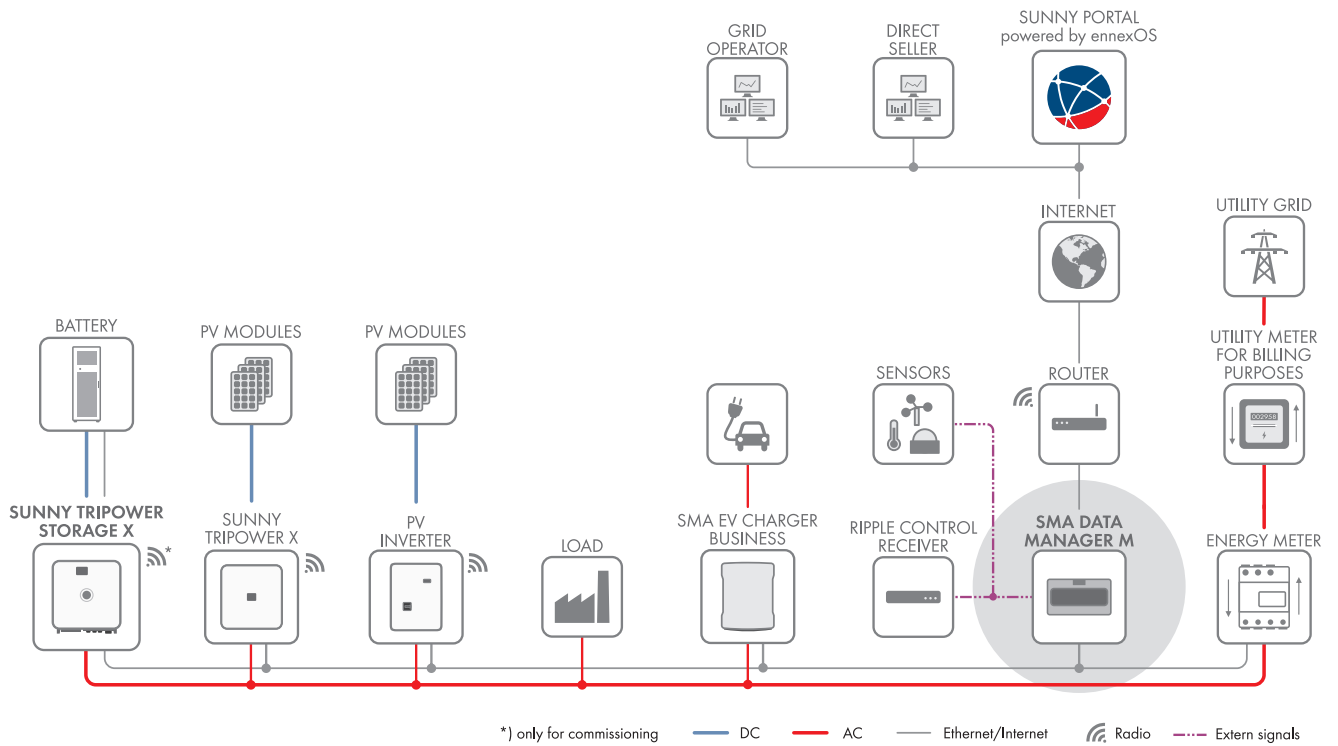 GRID
OPERATOR
DIRECT
SELLER
SUNNY PORTAL
powered by ennexOS
INTERNET
UTILITY GRID
BATTERY
PV MODULES
PV MODULES
SENSORS
ROUTER
UTILITY METER
FOR BILLING
PURPOSES
002958
SUNNY TRIPOWER
STORAGE X
*
SUNNY
TRIPOWER X
PV
INVERTER
LOAD
SMA EV CHARGER
BUSINESS
RIPPLE CONTROL
RECEIVER
SMA DATA
MANAGER M
ENERGY METER
*) only for commissioning
DC
AC
Ethernet/Internet
Radio
Extern signals